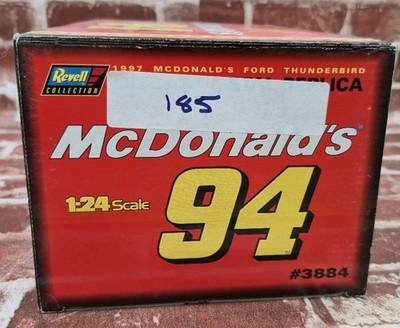 Revell
COLLECTION
1997 MCDONALD'S FORD THUNDERBIRD
REPLICA
185
McDonald's
1:24 Scale
94
#3884